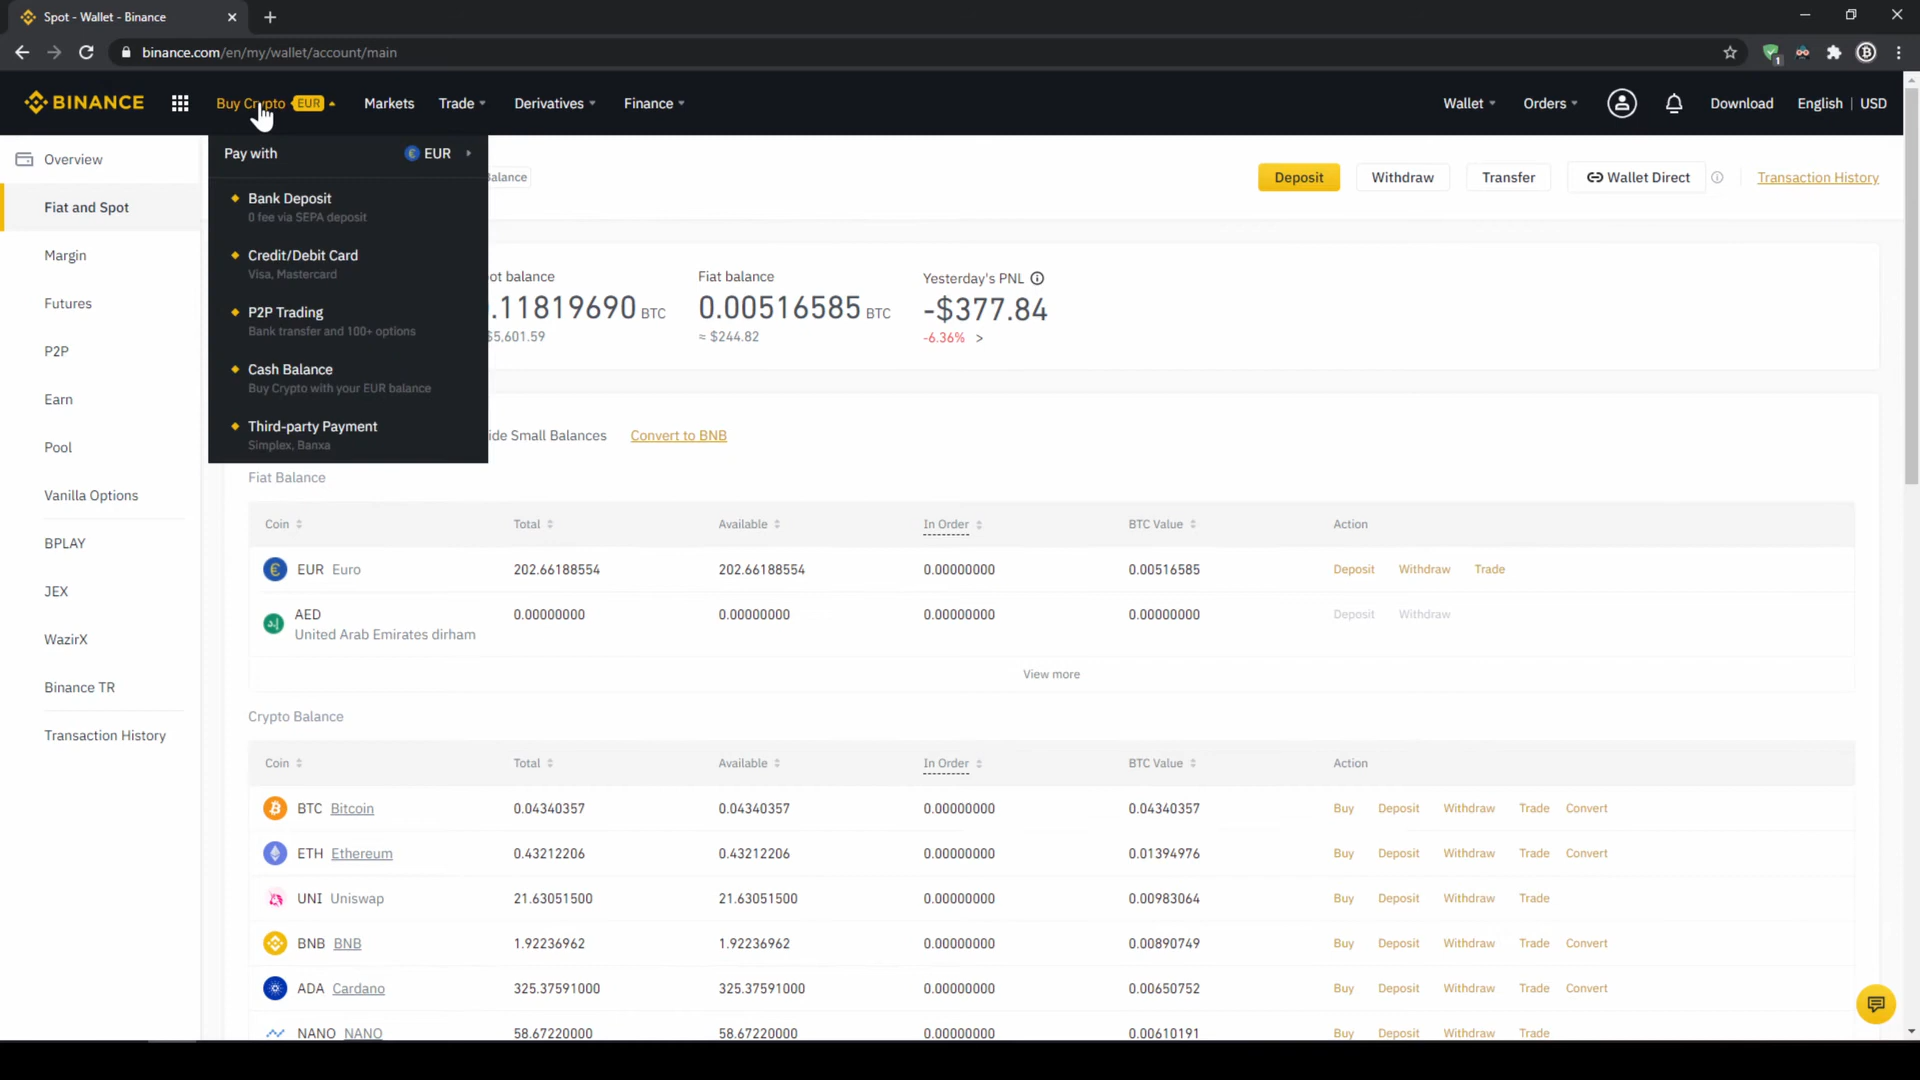 Spot - Wallet - Binance
binance.com/en/my/wallet/account/main
1
BINANCE
Buy Crypto EUR
Markets
Trade
Derivatives
Finance
Wallet
Orders
Download
English | USD
Pay with
EUR
Bank Deposit
0 fee via SEPA deposit
Credit/Debit Card
Visa, Mastercard
P2P Trading
Bank transfer and 100+ options
Cash Balance
Buy Crypto with your EUR balance
Third-party Payment
Simplex, Banxa
Overview
Fiat and Spot
Margin
Futures
P2P
Earn
Pool
Vanilla Options
BPLAY
JEX
WazirX
Binance TR
Transaction History
alance
Deposit
Withdraw
Transfer
Wallet Direct
Transaction History
ot balance
.11819690 BTC
$5,601.59
Fiat balance
0.00516585 BTC
≈ $244.82
Yesterday's PNL
-$377.84
-6.36% >
ide Small Balances
Convert to BNB
Fiat Balance
Coin Total Available In Order BTC Value Action
EUR Euro 202.66188554 202.66188554 0.00000000 0.00516585 Deposit Withdraw Trade
AED 0.00000000 0.00000000 0.00000000 0.00000000 Deposit Withdraw
United Arab Emirates dirham
View more
Crypto Balance
Coin Total Available In Order BTC Value Action
BTC Bitcoin 0.04340357 0.04340357 0.00000000 0.04340357 Buy Deposit Withdraw Trade Convert
ETH Ethereum 0.43212206 0.43212206 0.00000000 0.01394976 Buy Deposit Withdraw Trade Convert
UNI Uniswap 21.63051500 21.63051500 0.00000000 0.00983064 Buy Deposit Withdraw Trade
BNB BNB 1.92236962 1.92236962 0.00000000 0.00890749 Buy Deposit Withdraw Trade Convert
ADA Cardano 325.37591000 325.37591000 0.00000000 0.00650752 Buy Deposit Withdraw Trade Convert
NANO NANO 58.67220000 58.67220000 0.00000000 0.00610191 Buy Deposit Withdraw Trade